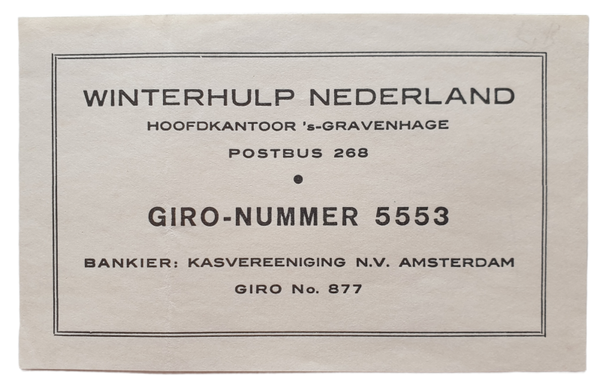 WINTERHULP NEDERLAND
HOOFDKANTOOR 's-GRAVENHAGE
POSTBUS 268
●
GIRO-NUMMER 5553
BANKIER: KASVEREENIGING N.V. AMSTERDAM
GIRO No. 877